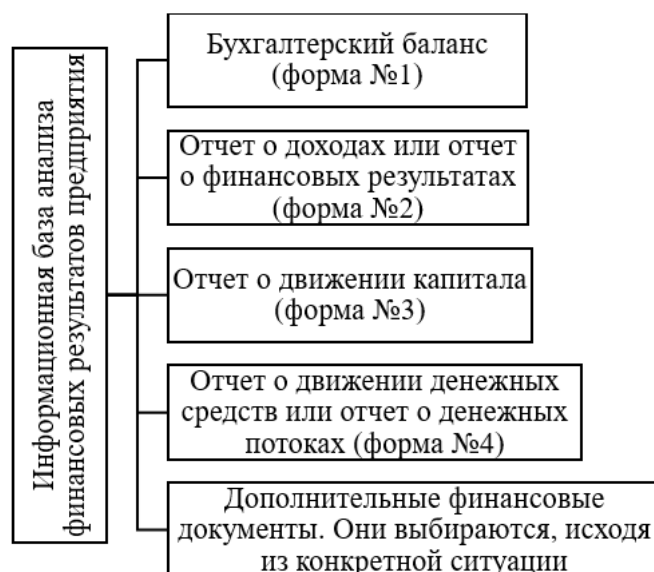 Информационная база анализа
финансовых результатов предприятия
Бухгалтерский баланс
(форма №1)
Отчет о доходах или отчет
о финансовых результатах
(форма №2)
Отчет о движении капитала
(форма №3)
Отчет о движении денежных
средств или отчет о денежных
потоках (форма №4)
Дополнительные финансовые
документы. Они выбираются, исходя
из конкретной ситуации